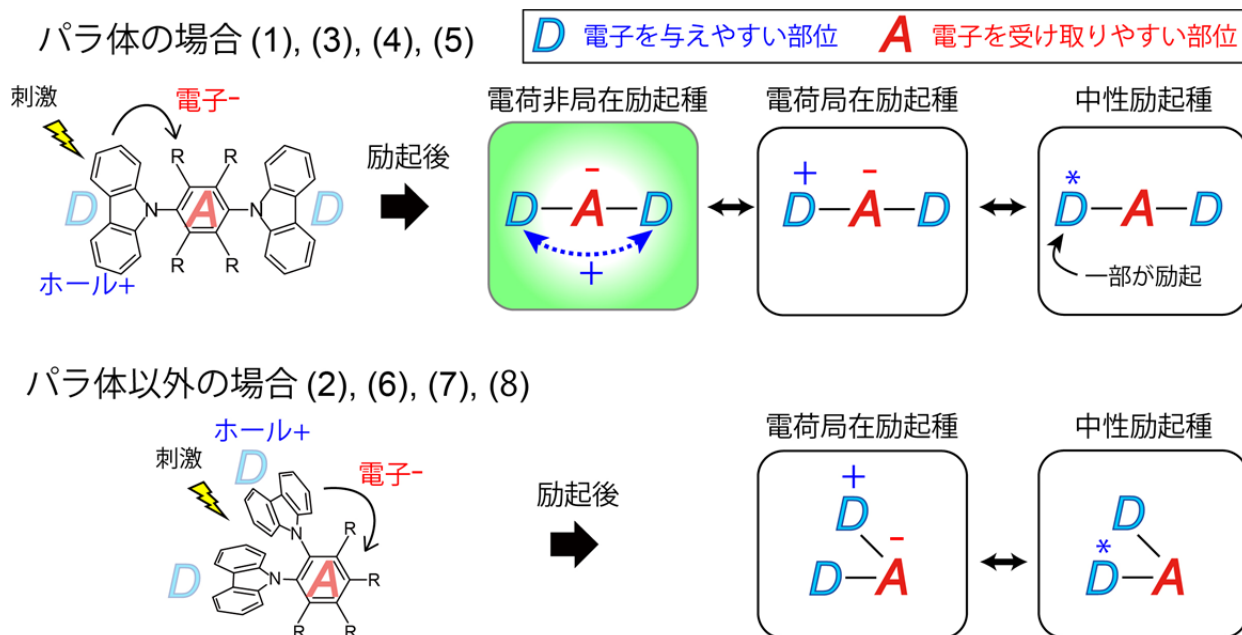 パラ体の場合 (1), (3), (4), (5)
D 電子を与えやすい部位 A 電子を受け取りやすい部位
刺激
電子-
R R
D N A N D
R R
ホール+
励起後
電荷非局在励起種
- 
D A D
+
電荷局在励起種
+ -
D A D
中性励起種
*
D A D
一部が励起
パラ体以外の場合 (2), (6), (7), (8)
ホール+
刺激
D
電子-
N R
D N A R
R R
励起後
電荷局在励起種
+
D
-
D A
中性励起種
D
*
D A